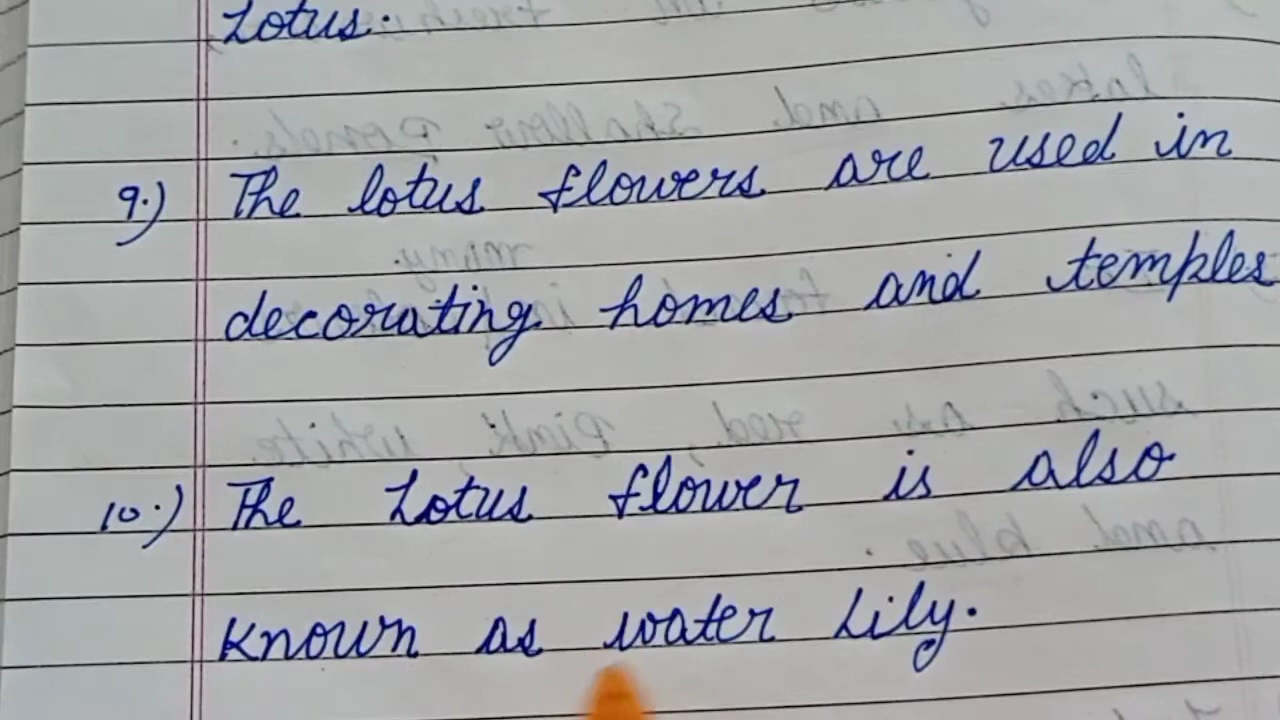 Lotus.
9.) The lotus flowers are used in
decorating homes and temples
10.) The Lotus flower is also
known as water Lily.